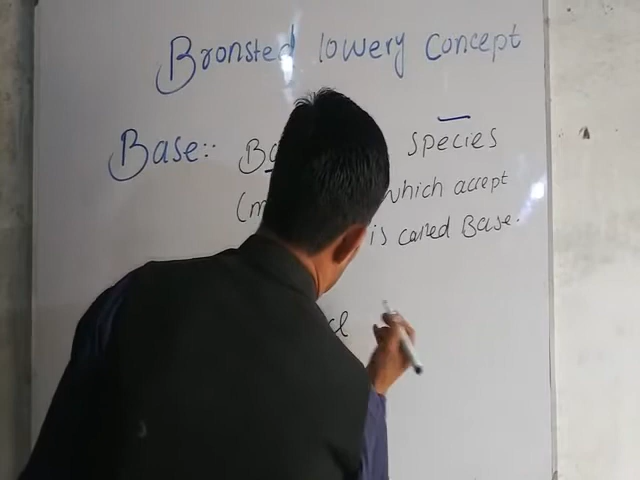 Bronsted lowery concept
Base:: species
which accept
is called Base.